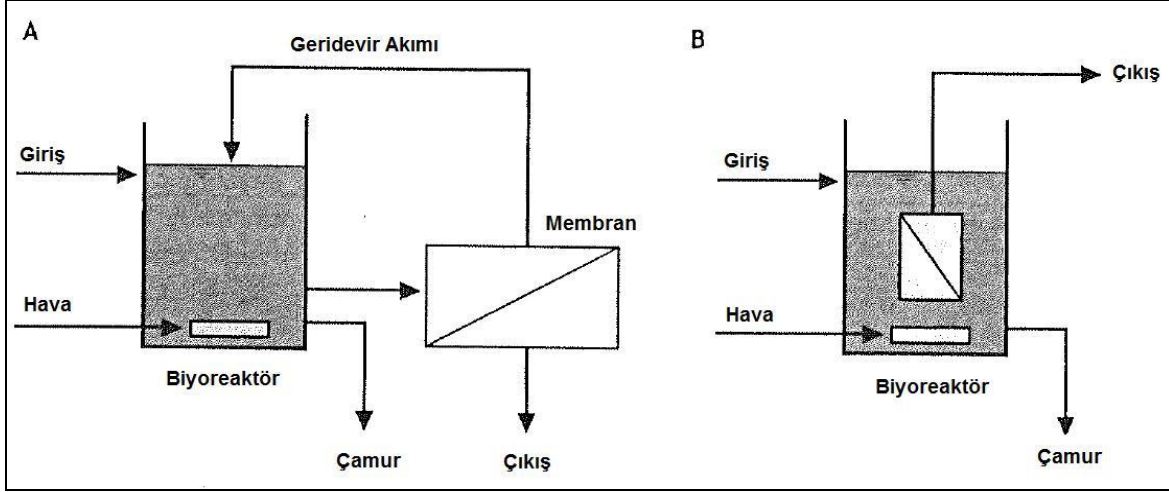 A
Geridevir Akımı
Giriş
Membran
Hava
Biyoreaktör
Çamur
Çıkış
B
Çıkış
Giriş
Hava
Biyoreaktör
Çamur